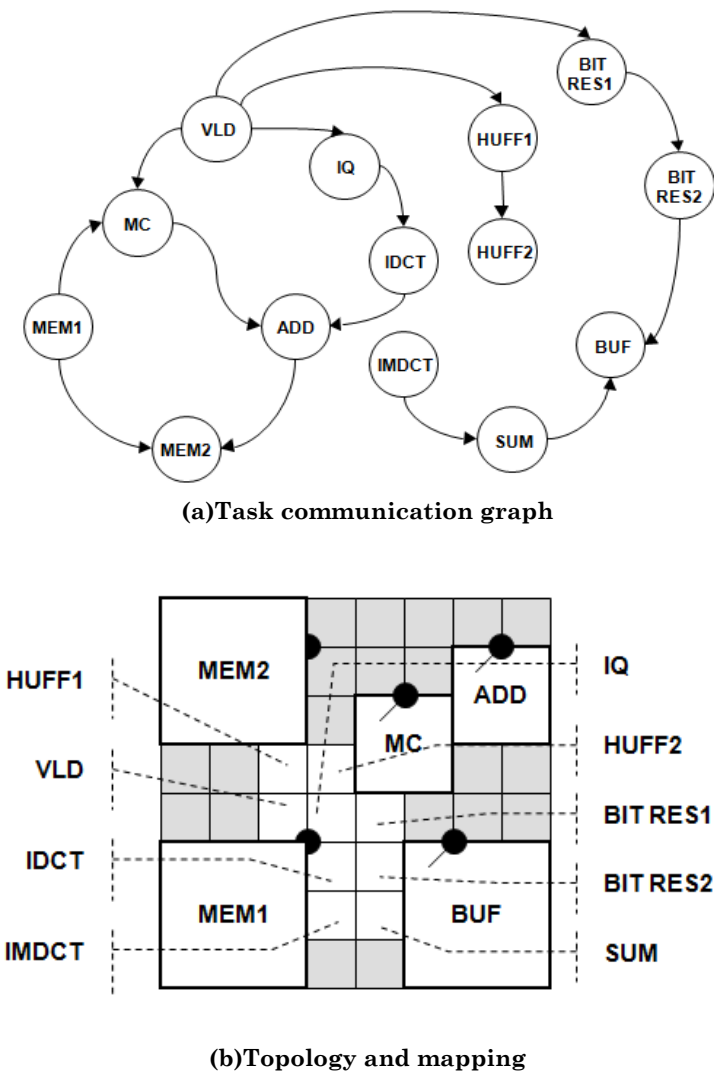 BIT
RES1
VLD
HUFF1
IQ
BIT
RES2
MC
HUFF2
IDCT
MEM1
ADD
BUF
IMDCT
SUM
MEM2
(a)Task communication graph
MEM2
IQ
HUFF1
ADD
MC
HUFF2
VLD
BIT RES1
IDCT
BIT RES2
MEM1
BUF
IMDCT
SUM
(b)Topology and mapping